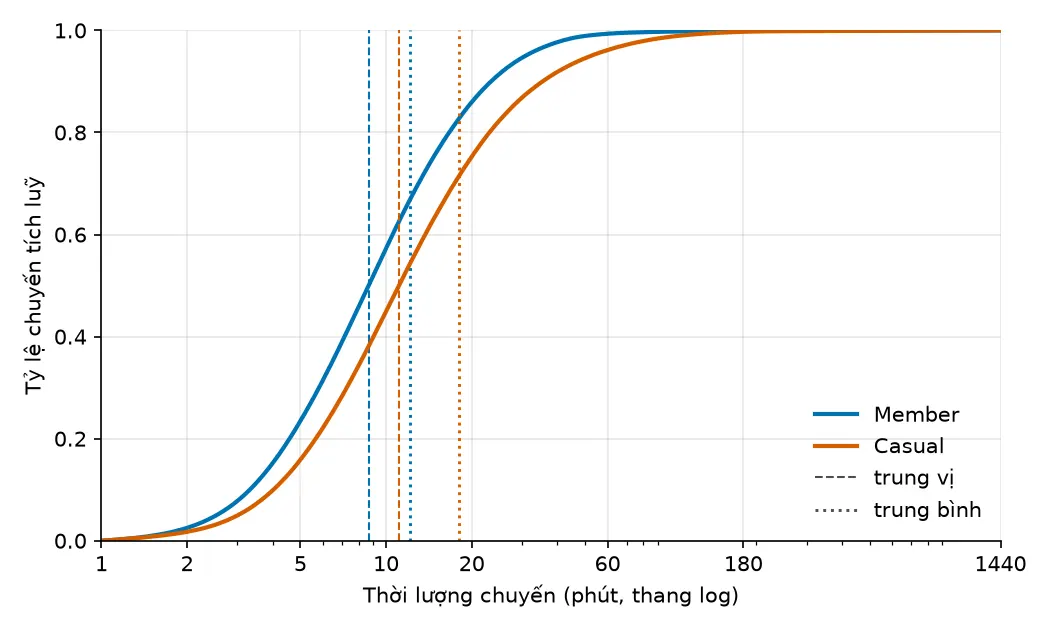 1.0
0.8
0.6
0.4
0.2
0.0
Tỷ lệ chuyến tích luỹ
Member
Casual
trung vị
trung bình
1 2 5 10 20 60 180 1440
Thời lượng chuyến (phút, thang log)